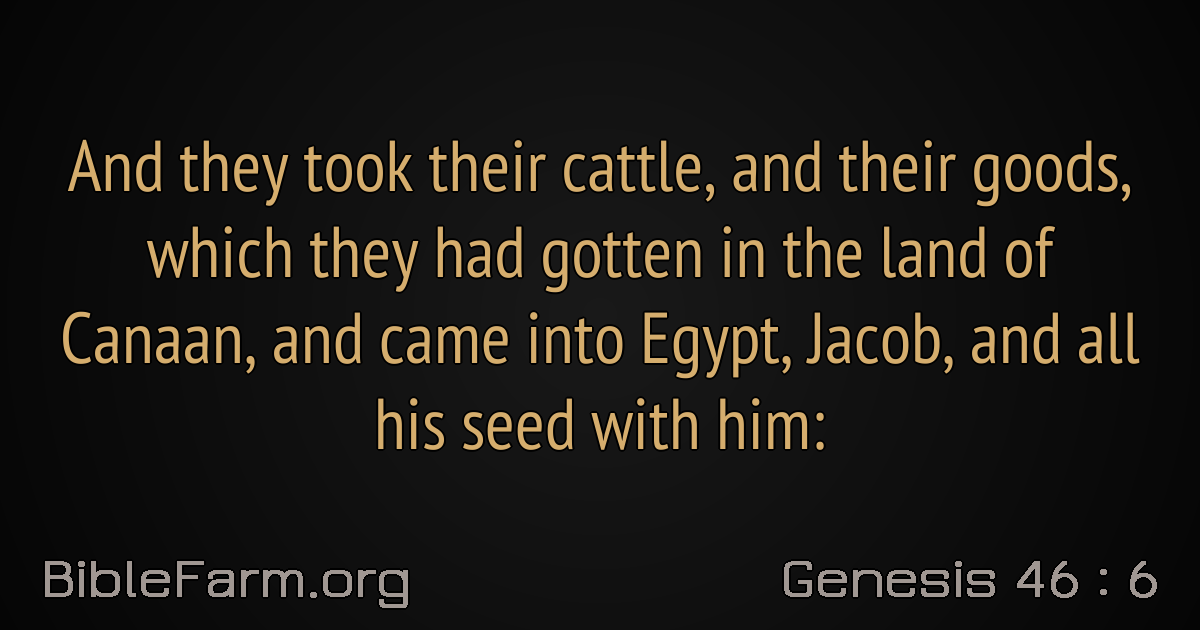 And they took their cattle, and their goods,
which they had gotten in the land of
Canaan, and came into Egypt, Jacob, and all
his seed with him:
BibleFarm.org
Genesis 46 : 6